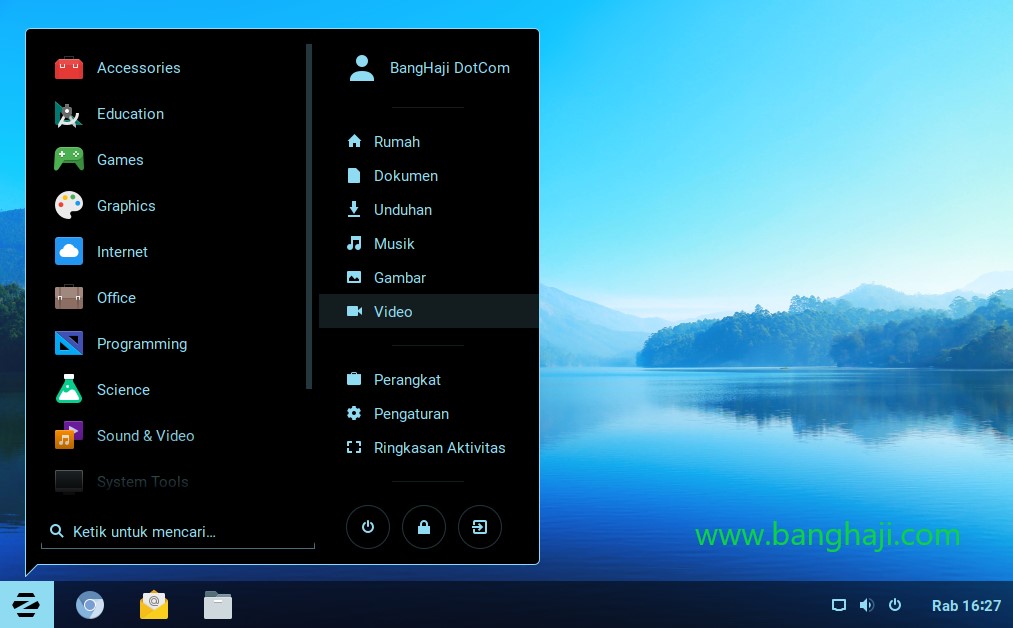 Accessories
Education
Games
Graphics
Internet
Office
Programming
Science
Sound & Video
System Tools
Ketik untuk mencari…
BangHaji DotCom
Rumah
Dokumen
Unduhan
Musik
Gambar
Video
Perangkat
Pengaturan
Ringkasan Aktivitas
www.banghaji.com
Rab 16:27